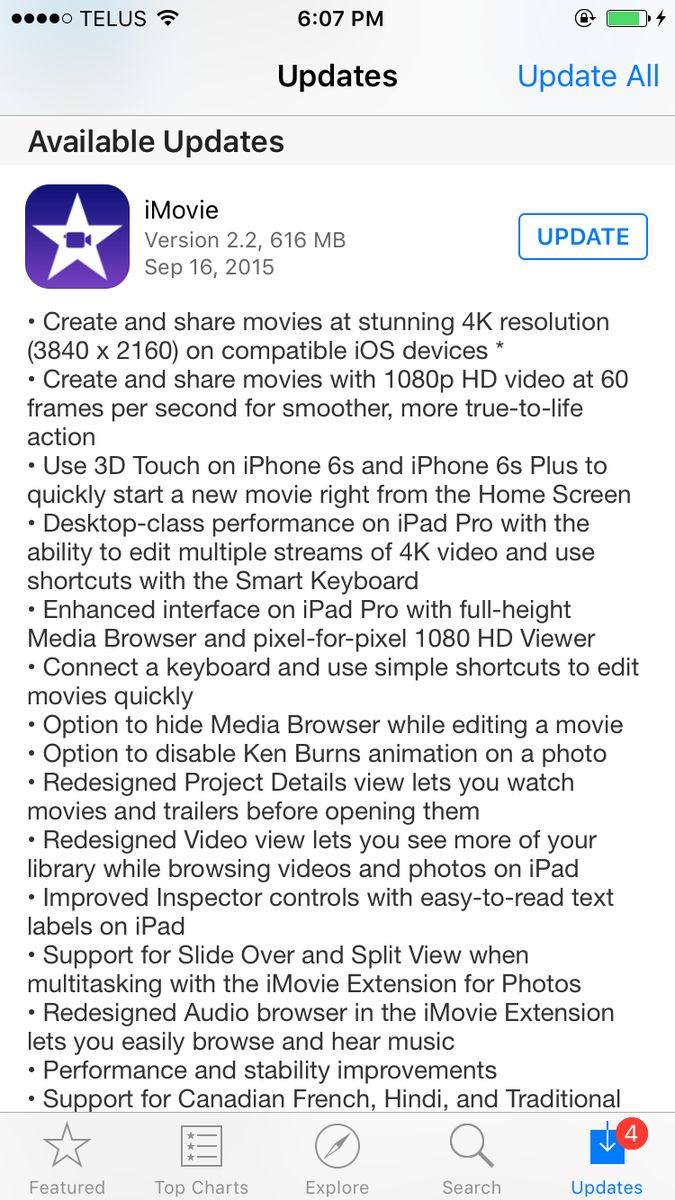 TELUS 6:07 PM
Updates Update All
Available Updates
iMovie
Version 2.2, 616 MB
Sep 16, 2015
UPDATE
• Create and share movies at stunning 4K resolution
(3840 x 2160) on compatible iOS devices *
• Create and share movies with 1080p HD video at 60
frames per second for smoother, more true-to-life
action
• Use 3D Touch on iPhone 6s and iPhone 6s Plus to
quickly start a new movie right from the Home Screen
• Desktop-class performance on iPad Pro with the
ability to edit multiple streams of 4K video and use
shortcuts with the Smart Keyboard
• Enhanced interface on iPad Pro with full-height
Media Browser and pixel-for-pixel 1080 HD Viewer
• Connect a keyboard and use simple shortcuts to edit
movies quickly
• Option to hide Media Browser while editing a movie
• Option to disable Ken Burns animation on a photo
• Redesigned Project Details view lets you watch
movies and trailers before opening them
• Redesigned Video view lets you see more of your
library while browsing videos and photos on iPad
• Improved Inspector controls with easy-to-read text
labels on iPad
• Support for Slide Over and Split View when
multitasking with the iMovie Extension for Photos
• Redesigned Audio browser in the iMovie Extension
lets you easily browse and hear music
• Performance and stability improvements
• Support for Canadian French, Hindi, and Traditional
4
Featured Top Charts Explore Search Updates